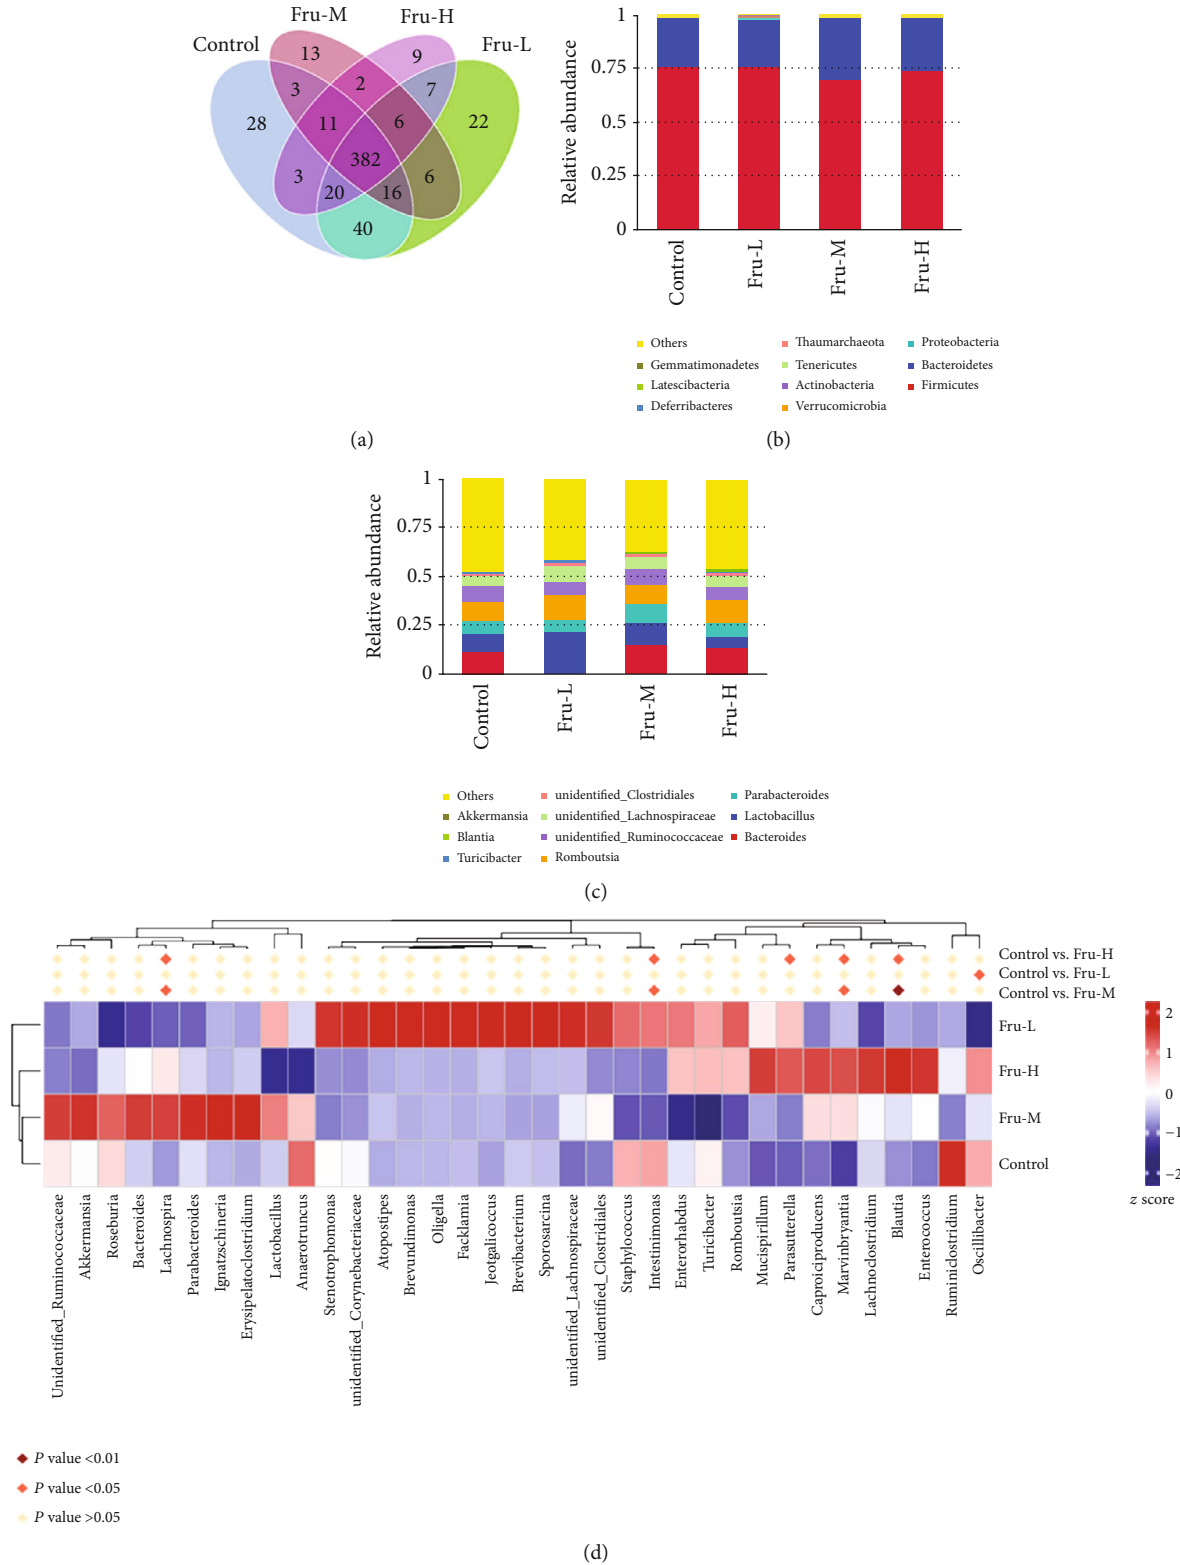 Fru-M
Fru-H
Control
Fru-L
13
9
3
2
7
28
11
6
22
382
3
20
16
6
40
(a)
Relative abundance
1
0.75
0.5
0.25
0
Control
Fru-L
Fru-M
Fru-H
Others
Gemmatimonadetes
Latescibacteria
Deferribacteres
Thaumarchaeota
Tenericutes
Actinobacteria
Verrucomicrobia
Proteobacteria
Bacteroidetes
Firmicutes
(b)
Relative abundance
1
0.75
0.5
0.25
0
Control
Fru-L
Fru-M
Fru-H
Others
Akkermansia
Blantia
Turicibacter
unidentified_Clostridiales
unidentified_Lachnospiraceae
unidentified_Ruminococcaceae
Romboutsia
Parabacteroides
Lactobacillus
Bacteroides
(c)
Control vs. Fru-H
Control vs. Fru-L
Control vs. Fru-M
Fru-L
Fru-H
Fru-M
Control
2
1
0
−1
−2
z score
Unidentified_Ruminococcaceae
Akkermansia
Roseburia
Bacteroides
Lachnospira
Parabacteroides
Ignatzschineria
Erysipelatoclostridium
Lactobacillus
Anaerotruncus
Stenotrophomonas
unidentified_Corynebacteriaceae
Atopostipes
Brevundimonas
Oligella
Facklamia
Jeotgalicoccus
Brevibacterium
Sporosarcina
unidentified_Lachnospiraceae
unidentified_Clostridiales
Staphylococcus
Intestinimonas
Enterorhabdus
Turicibacter
Romboutsia
Mucispirillum
Parasutterella
Caproiciproducens
Marvinbryantia
Lachnoclostridium
Blautia
Enterococcus
Ruminiclostridium
Oscillibacter
P value <0.01
P value <0.05
P value >0.05
(d)